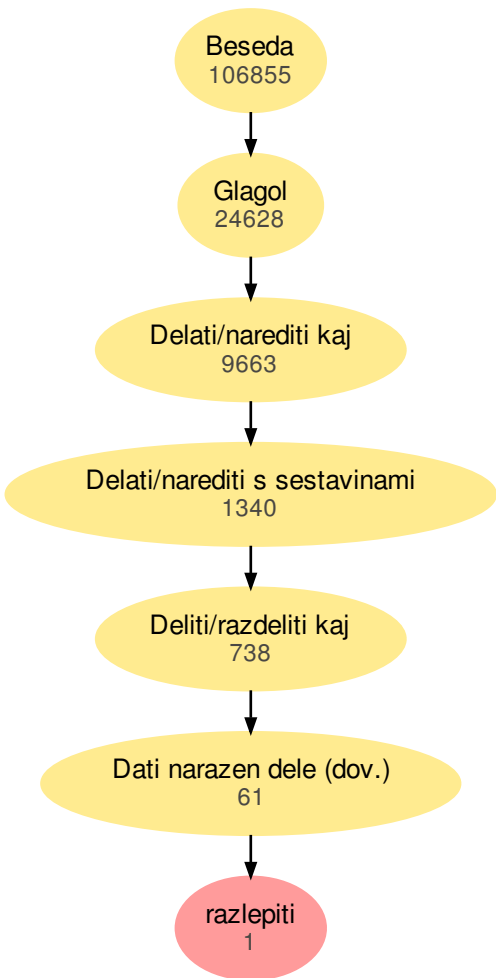 Beseda
106855
Glagol
24628
Delati/narediti kaj
9663
Delati/narediti s sestavinami
1340
Deliti/razdeliti kaj
738
Dati narazen dele (dov.)
61
razlepiti
1